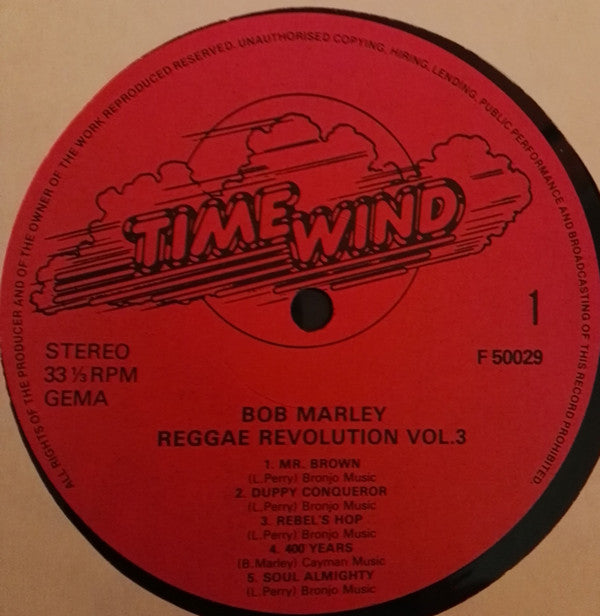 ALL RIGHTS OF THE PRODUCER AND OF THE OWNER OF THE WORK REPRODUCED RESERVED. UNAUTHORISED COPYING, HIRING, LENDING, PUBLIC PERFORMANCE AND BROADCASTING OF THIS RECORD PROHIBITED.
TIME WIND
1
STEREO
33 ⅓ RPM
GEMA
F 50029
BOB MARLEY
REGGAE REVOLUTION VOL.3
1. MR. BROWN
(L.Perry) Bronjo Music
2. DUPPY CONQUEROR
(L.Perry) Bronjo Music
3. REBEL'S HOP
(L.Perry) Bronjo Music
4. 400 YEARS
(B.Marley) Cayman Music
5. SOUL ALMIGHTY
(L.Perry) Bronjo Music